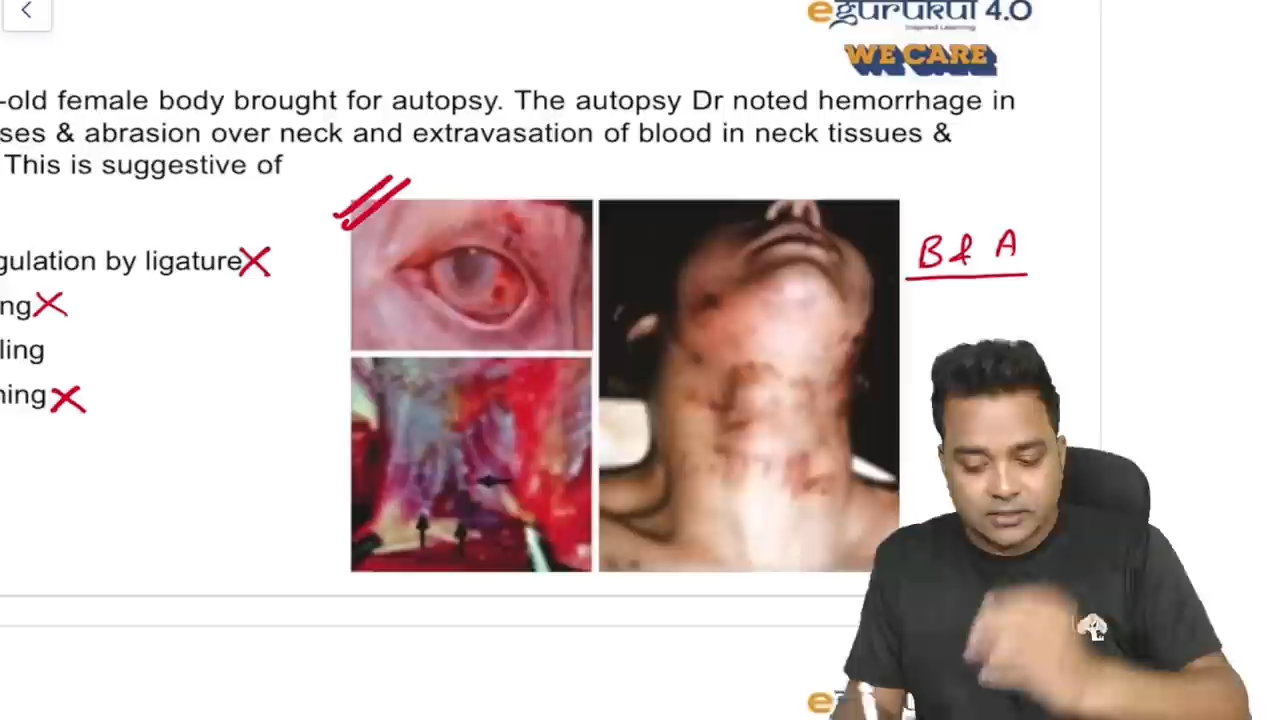 egurukul 4.0
Inspired Learning
WE CARE
-old female body brought for autopsy. The autopsy Dr noted hemorrhage in
ses & abrasion over neck and extravasation of blood in neck tissues &
This is suggestive of
B & A
gulation by ligature
ng
ling
ning